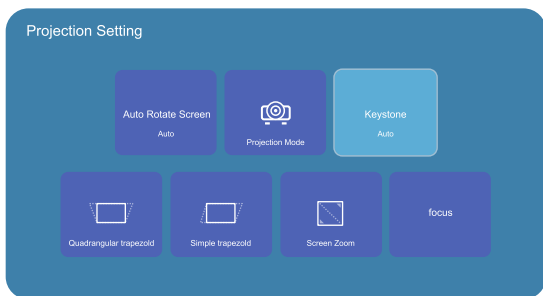 Projection Setting
Auto Rotate Screen
Auto
Projection Mode
Keystone
Auto
Quadrangular trapezold
Simple trapezold
Screen Zoom
focus